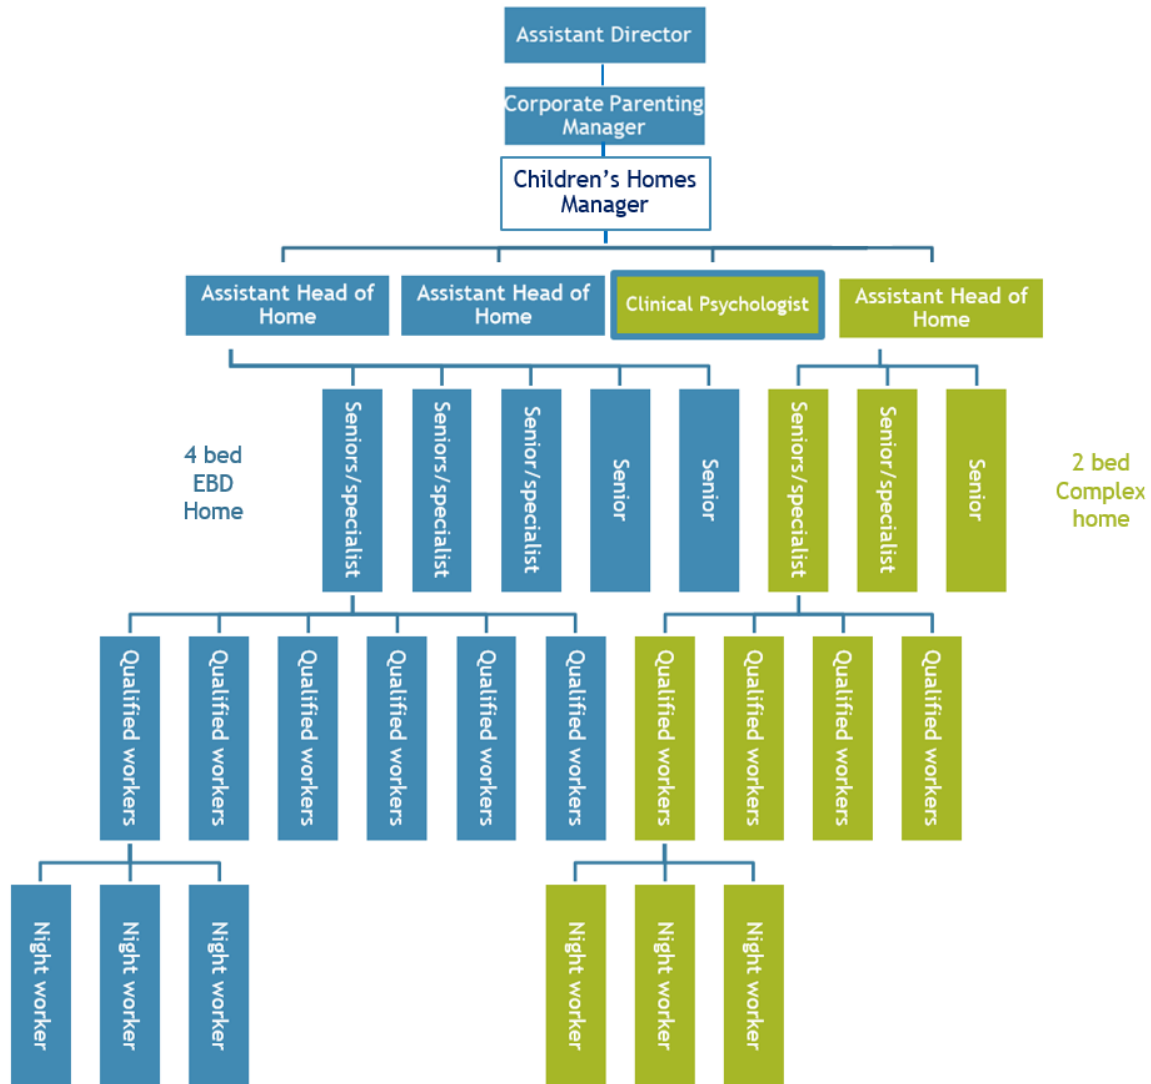 Assistant Director
Corporate Parenting
Manager
Children’s Homes
Manager
Assistant Head of
Home
Assistant Head of
Home
Clinical Psychologist
Assistant Head of
Home
4 bed
EBD
Home
Seniors/specialist
Seniors/specialist
Senior/specialist
Senior
Senior
Seniors/specialist
Senior/specialist
Senior
2 bed
Complex
home
Qualified workers
Qualified workers
Qualified workers
Qualified workers
Qualified workers
Qualified workers
Qualified workers
Qualified workers
Qualified workers
Qualified workers
Night worker
Night worker
Night worker
Night worker
Night worker
Night worker